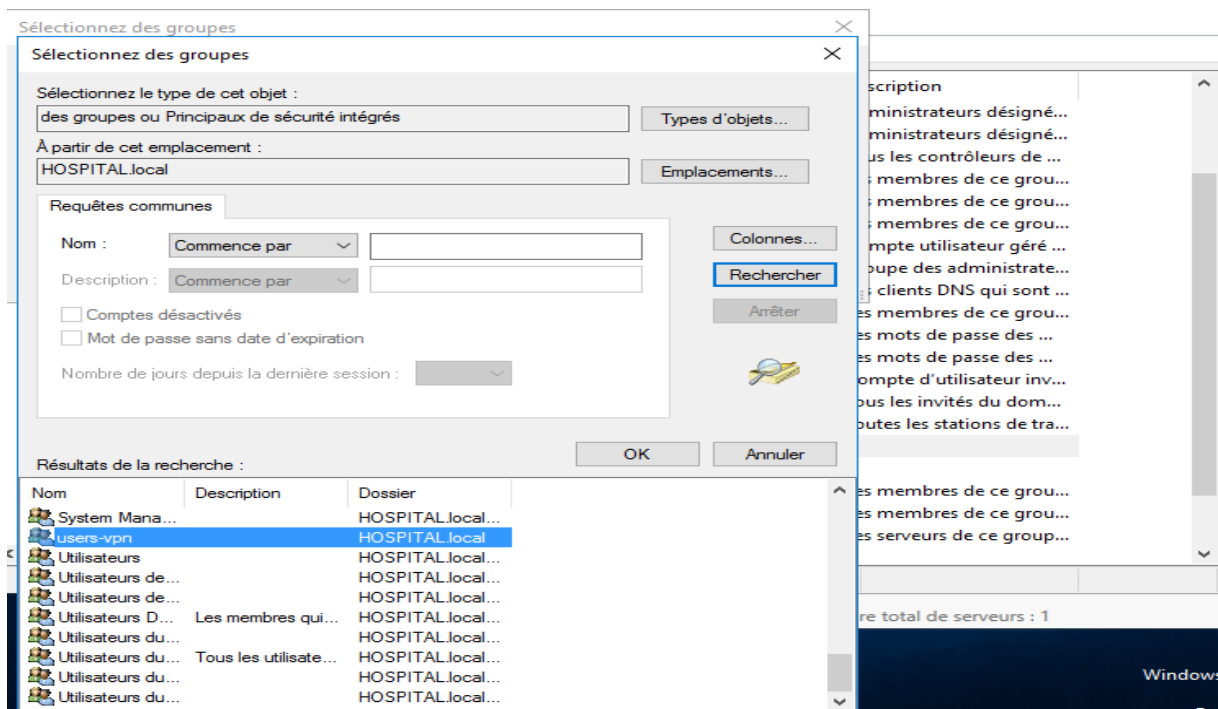 Sélectionnez des groupes
Sélectionnez des groupes
Sélectionnez le type de cet objet :
des groupes ou Principaux de sécurité intégrés
Types d'objets...
À partir de cet emplacement :
HOSPITAL.local
Emplacements...
Requêtes communes
Nom :
Commence par
Colonnes...
Description :
Commence par
Rechercher
Comptes désactivés
Arrêter
Mot de passe sans date d'expiration
Nombre de jours depuis la dernière session :
OK
Annuler
Résultats de la recherche :
Nom Description Dossier
System Mana... HOSPITAL.local...
users-vpn HOSPITAL.local
Utilisateurs HOSPITAL.local...
Utilisateurs de... HOSPITAL.local...
Utilisateurs de... HOSPITAL.local...
Utilisateurs D... Les membres qui... HOSPITAL.local...
Utilisateurs du... HOSPITAL.local...
Utilisateurs du... Tous les utilisate... HOSPITAL.local...
Utilisateurs du... HOSPITAL.local...
Utilisateurs du... HOSPITAL.local...
scription
ministrateurs désigné...
ministrateurs désigné...
us les contrôleurs de ...
membres de ce grou...
membres de ce grou...
membres de ce grou...
mpte utilisateur géré ...
oupe des administrate...
clients DNS qui sont ...
es membres de ce grou...
es mots de passe des ...
es mots de passe des ...
ompte d'utilisateur inv...
ous les invités du dom...
outes les stations de tra...
es membres de ce grou...
es membres de ce grou...
es serveurs de ce group...
re total de serveurs : 1
Windows